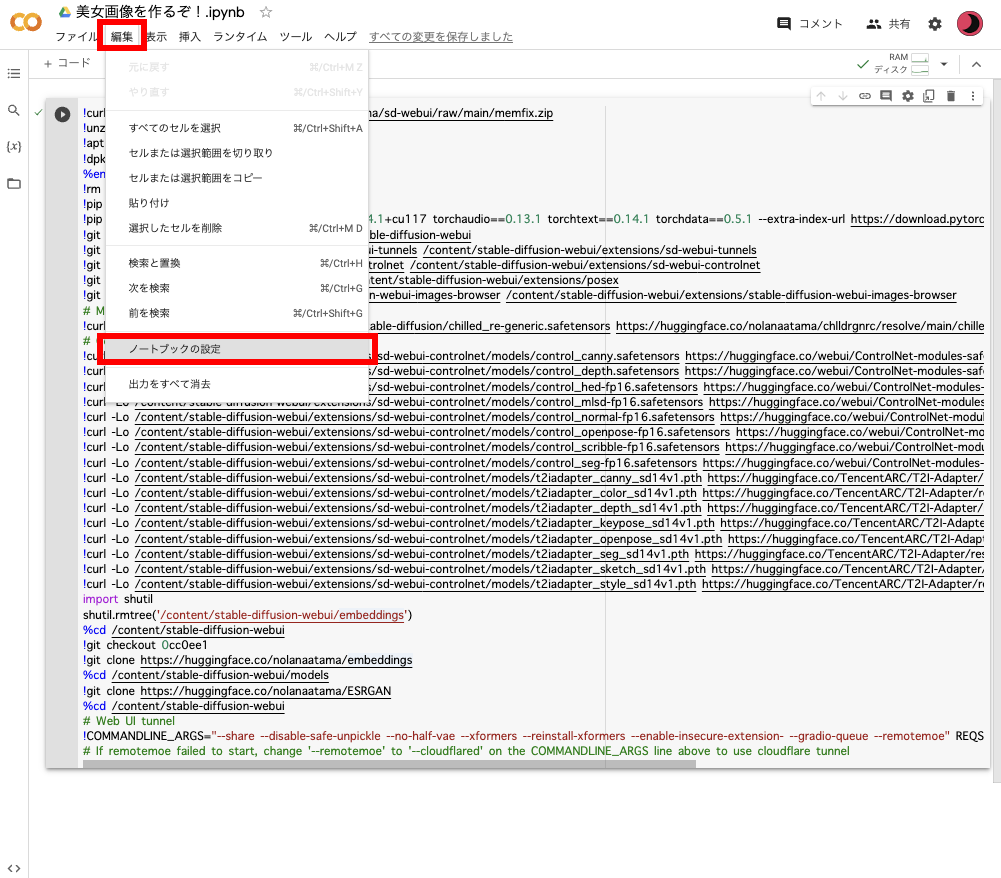 美女画像を作るぞ！.ipynb
コメント
共有
ファイル 編集 表示 挿入 ランタイム ツール ヘルプ すべての変更を保存しました
+ コード
RAM
ディスク
元に戻す ⌘/Ctrl+M Z
やり直す ⌘/Ctrl+Shift+Y
すべてのセルを選択 ⌘/Ctrl+Shift+A
セルまたは選択範囲を切り取り
セルまたは選択範囲をコピー
貼り付け
選択したセルを削除 ⌘/Ctrl+M D
検索と置換 ⌘/Ctrl+H
次を検索 ⌘/Ctrl+G
前を検索 ⌘/Ctrl+Shift+G
ノートブックの設定
出力をすべて消去
{x}
!curl na/sd-webui/raw/main/memfix.zip
!unz
!apt
!dpk
%en
!rm
!pip
!pip 4.1+cu117 torchaudio==0.13.1 torchtext==0.14.1 torchdata==0.5.1 --extra-index-url https://download.pytorc
!git ble-diffusion-webui
!git ui-tunnels /content/stable-diffusion-webui/extensions/sd-webui-tunnels
!git trolnet /content/stable-diffusion-webui/extensions/sd-webui-controlnet
!git ntent/stable-diffusion-webui/extensions/posex
!git n-webui-images-browser /content/stable-diffusion-webui/extensions/stable-diffusion-webui-images-browser
# M
!curl able-diffusion/chilled_re-generic.safetensors https://huggingface.co/nolanaatama/chlldrgnrc/resolve/main/chille
#
!curl sd-webui-controlnet/models/control_canny.safetensors https://huggingface.co/webui/ControlNet-modules-saf
!curl sd-webui-controlnet/models/control_depth.safetensors https://huggingface.co/webui/ControlNet-modules-sa
!curl sd-webui-controlnet/models/control_hed-fp16.safetensors https://huggingface.co/webui/ControlNet-modules-
!curl -Lo /content/stable-diffusion-webui/extensions/sd-webui-controlnet/models/control_mlsd-fp16.safetensors https://huggingface.co/webui/ControlNet-modules
!curl -Lo /content/stable-diffusion-webui/extensions/sd-webui-controlnet/models/control_normal-fp16.safetensors https://huggingface.co/webui/ControlNet-modul
!curl -Lo /content/stable-diffusion-webui/extensions/sd-webui-controlnet/models/control_openpose-fp16.safetensors https://huggingface.co/webui/ControlNet-mo
!curl -Lo /content/stable-diffusion-webui/extensions/sd-webui-controlnet/models/control_scribble-fp16.safetensors https://huggingface.co/webui/ControlNet-modu
!curl -Lo /content/stable-diffusion-webui/extensions/sd-webui-controlnet/models/control_seg-fp16.safetensors https://huggingface.co/webui/ControlNet-modules-
!curl -Lo /content/stable-diffusion-webui/extensions/sd-webui-controlnet/models/t2iadapter_canny_sd14v1.pth https://huggingface.co/TencentARC/T2I-Adapter/
!curl -Lo /content/stable-diffusion-webui/extensions/sd-webui-controlnet/models/t2iadapter_color_sd14v1.pth https://huggingface.co/TencentARC/T2I-Adapter/r
!curl -Lo /content/stable-diffusion-webui/extensions/sd-webui-controlnet/models/t2iadapter_depth_sd14v1.pth https://huggingface.co/TencentARC/T2I-Adapter/
!curl -Lo /content/stable-diffusion-webui/extensions/sd-webui-controlnet/models/t2iadapter_keypose_sd14v1.pth https://huggingface.co/TencentARC/T2I-Adapte
!curl -Lo /content/stable-diffusion-webui/extensions/sd-webui-controlnet/models/t2iadapter_openpose_sd14v1.pth https://huggingface.co/TencentARC/T2I-Adapt
!curl -Lo /content/stable-diffusion-webui/extensions/sd-webui-controlnet/models/t2iadapter_seg_sd14v1.pth https://huggingface.co/TencentARC/T2I-Adapter/res
!curl -Lo /content/stable-diffusion-webui/extensions/sd-webui-controlnet/models/t2iadapter_sketch_sd14v1.pth https://huggingface.co/TencentARC/T2I-Adapter/
!curl -Lo /content/stable-diffusion-webui/extensions/sd-webui-controlnet/models/t2iadapter_style_sd14v1.pth https://huggingface.co/TencentARC/T2I-Adapter/re
import shutil
shutil.rmtree('/content/stable-diffusion-webui/embeddings')
%cd /content/stable-diffusion-webui
!git checkout 0cc0ee1
!git clone https://huggingface.co/nolanaatama/embeddings
%cd /content/stable-diffusion-webui/models
!git clone https://huggingface.co/nolanaatama/ESRGAN
%cd /content/stable-diffusion-webui
# Web UI tunnel
!COMMANDLINE_ARGS="--share --disable-safe-unpickle --no-half-vae --xformers --reinstall-xformers --enable-insecure-extension- --gradio-queue --remotemoe" REQS
# If remotemoe failed to start, change '--remotemoe' to '--cloudflared' on the COMMANDLINE_ARGS line above to use cloudflare tunnel